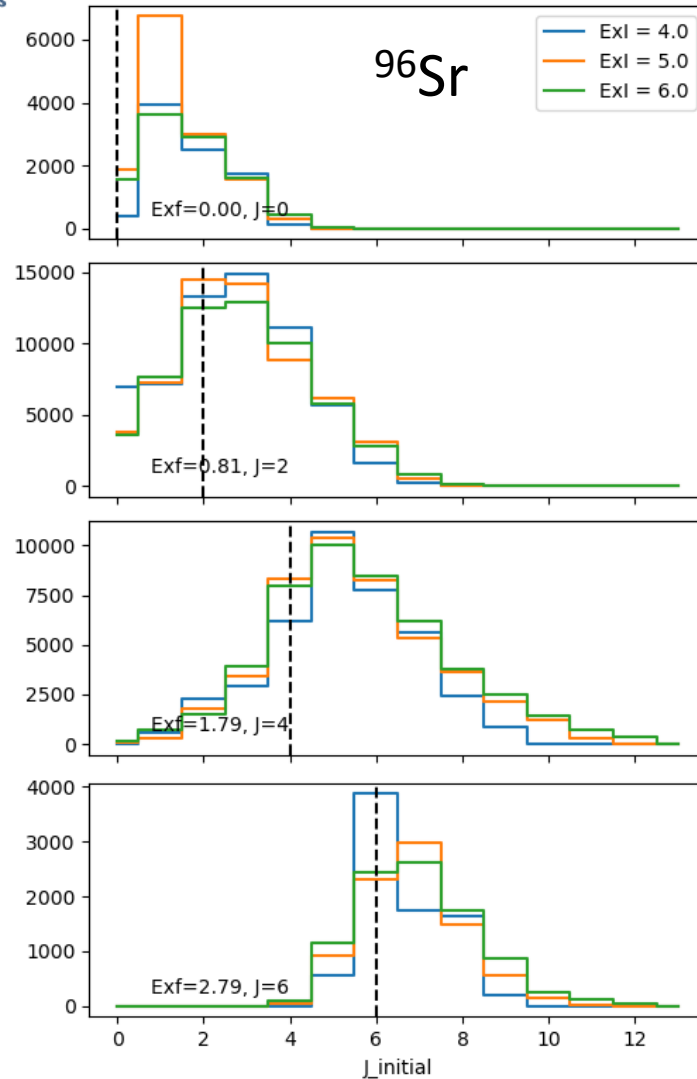 s
6000
4000
2000
0
⁹⁶Sr
ExI = 4.0
ExI = 5.0
ExI = 6.0
Exf=0.00, J=0
15000
10000
5000
0
Exf=0.81, J=2
10000
7500
5000
2500
0
Exf=1.79, J=4
4000
3000
2000
1000
0
Exf=2.79, J=6
0 2 4 6 8 10 12
J_initial